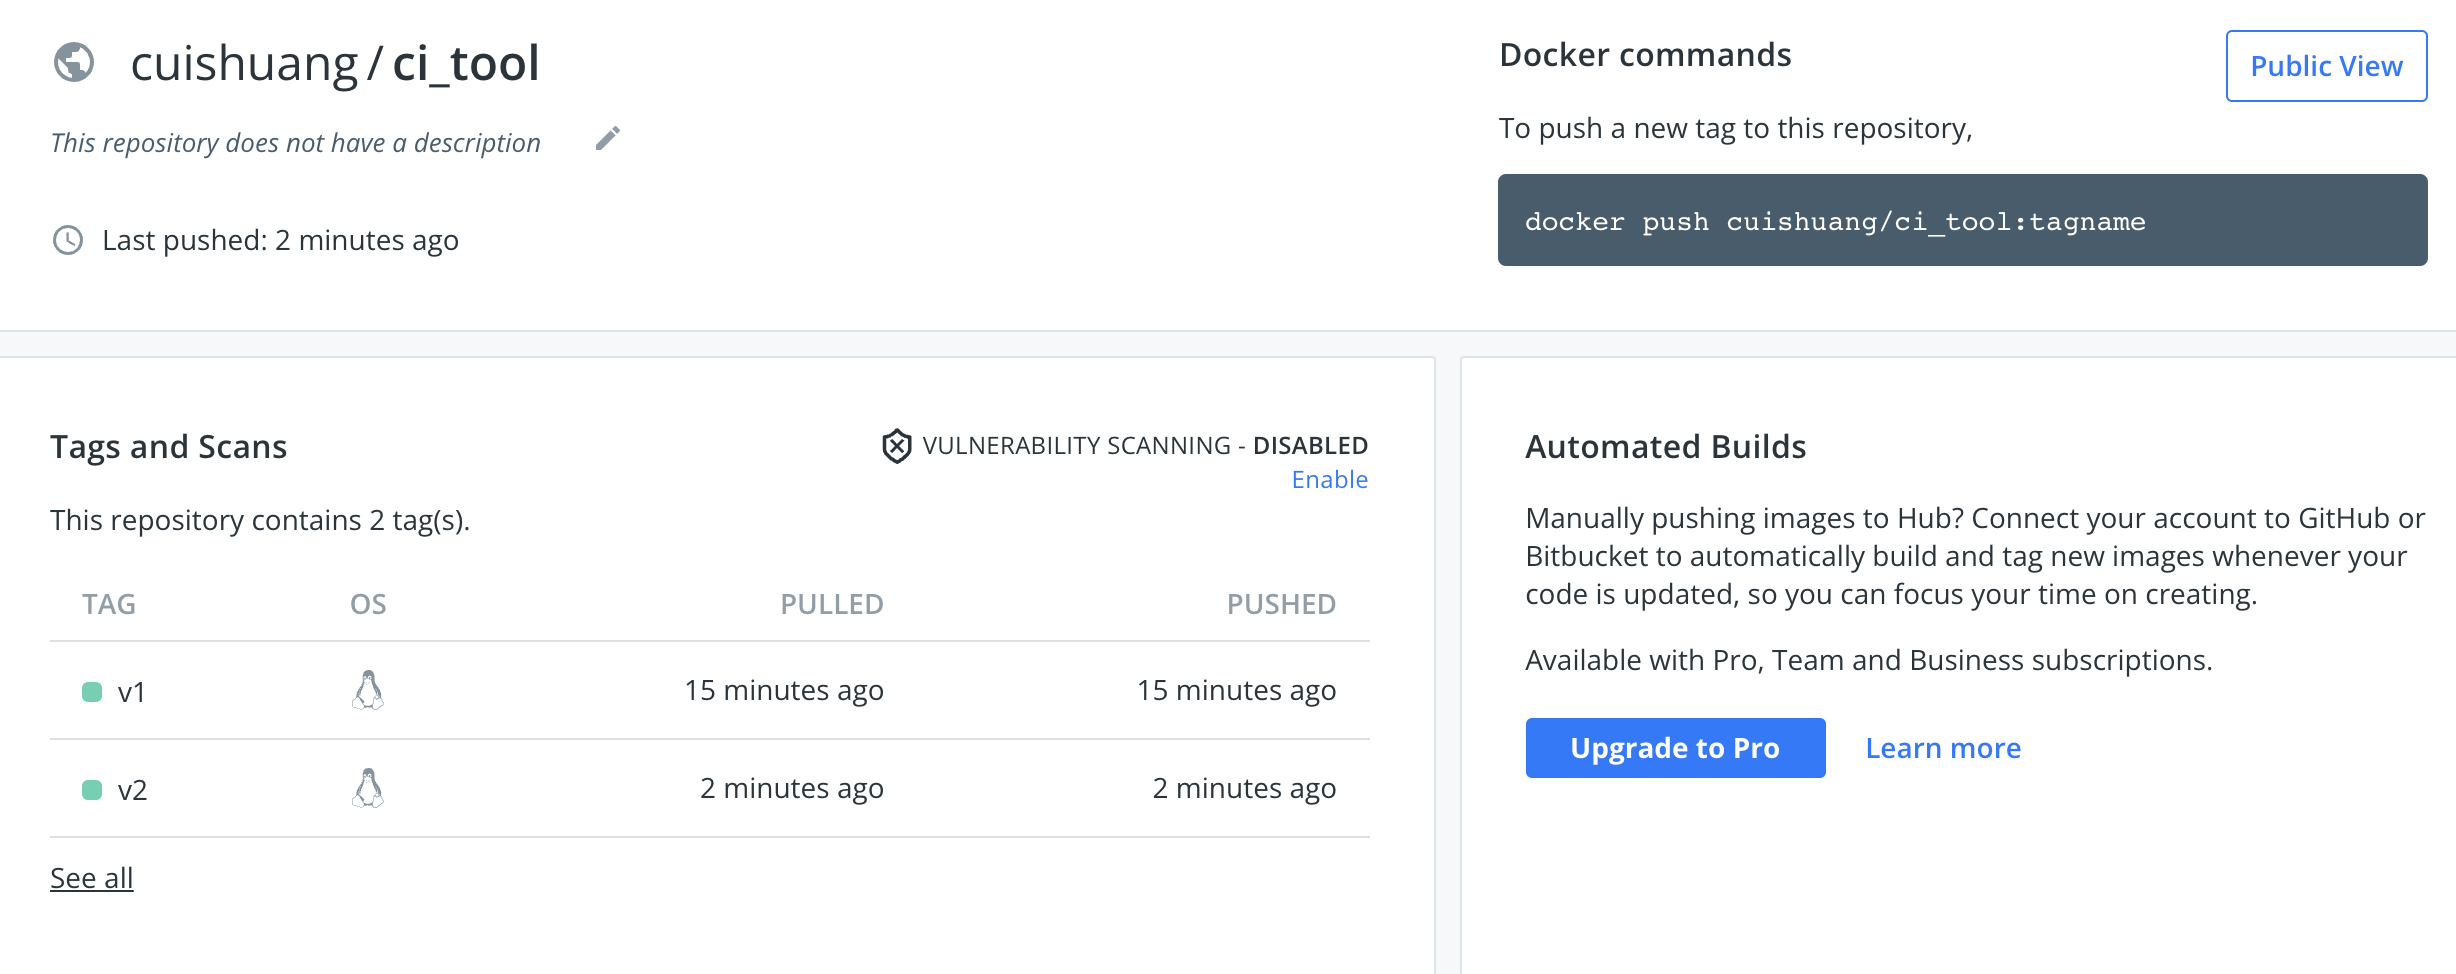 cuishuang / ci_tool
This repository does not have a description
Last pushed: 2 minutes ago
Docker commands
Public View
To push a new tag to this repository,
docker push cuishuang/ci_tool:tagname
Tags and Scans
VULNERABILITY SCANNING - DISABLED
Enable
This repository contains 2 tag(s).
TAG OS PULLED PUSHED
v1 15 minutes ago 15 minutes ago
v2 2 minutes ago 2 minutes ago
See all
Automated Builds
Manually pushing images to Hub? Connect your account to GitHub or
Bitbucket to automatically build and tag new images whenever your
code is updated, so you can focus your time on creating.
Available with Pro, Team and Business subscriptions.
Upgrade to Pro
Learn more